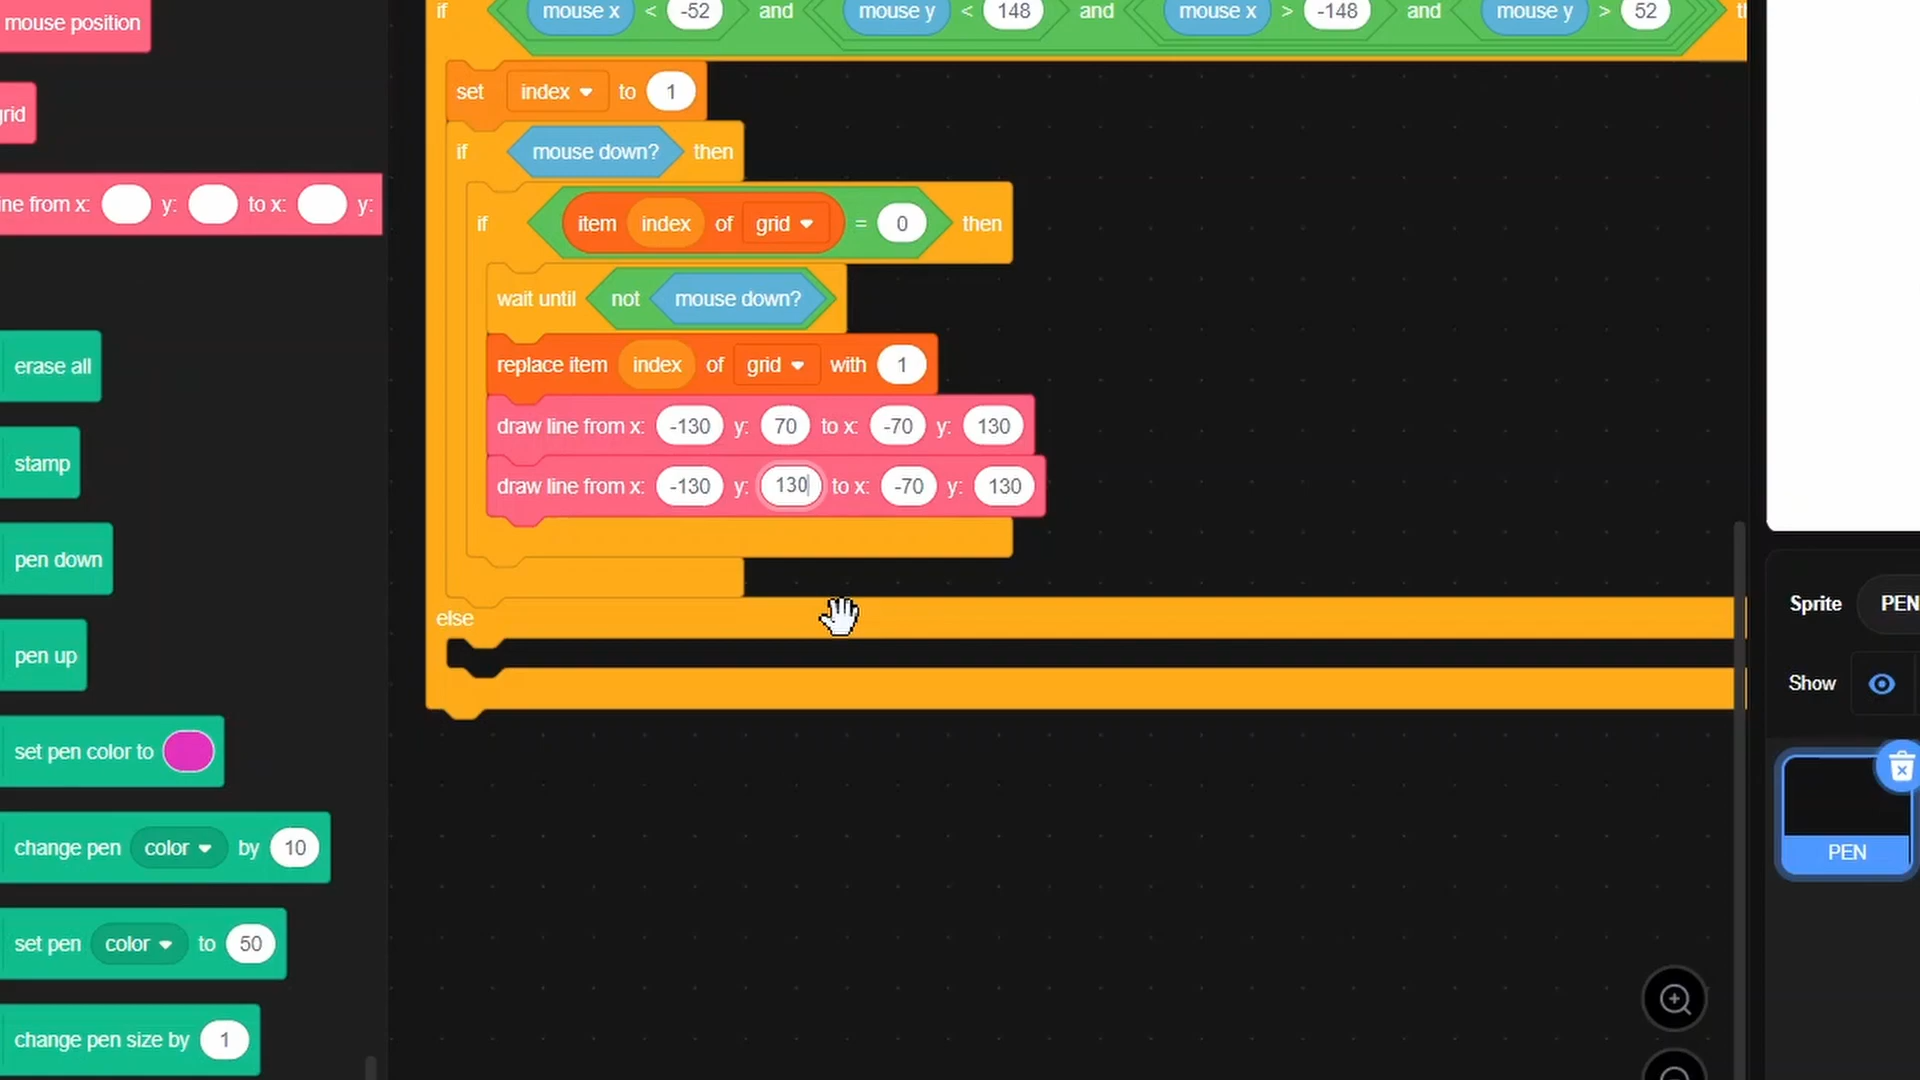 mouse position
if mouse x < -52 and mouse y < 148 and mouse x > -148 and mouse y > 52
set index to 1
grid
if mouse down? then
line from x: y: to x: y:
if item index of grid = 0 then
wait until not mouse down?
erase all
replace item index of grid with 1
draw line from x: -130 y: 70 to x: -70 y: 130
stamp
draw line from x: -130 y: 130 to x: -70 y: 130
pen down
else
Sprite PEN
pen up
Show
set pen color to
change pen color by 10
PEN
set pen color to 50
change pen size by 1